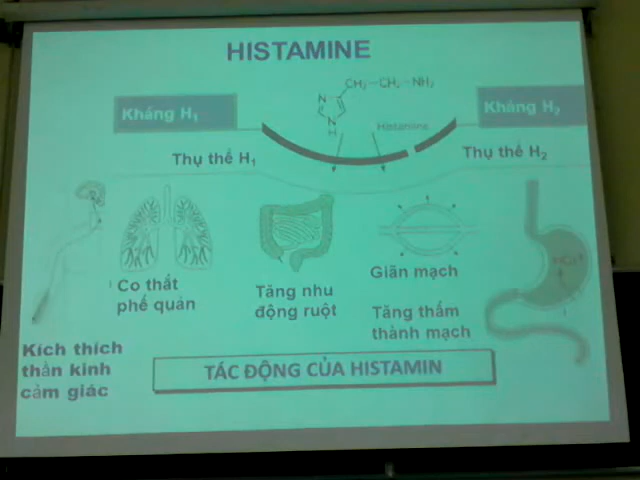 HISTAMINE
CH₂-CH₂-NH₂
N
N
H
Histamine
Kháng H₁
Kháng H₂
Thụ thể H₁
Thụ thể H₂
Co thắt
phế quản
Tăng nhu
động ruột
Giãn mạch
Tăng thấm
thành mạch
Kích thích
thần kinh
cảm giác
TÁC ĐỘNG CỦA HISTAMIN